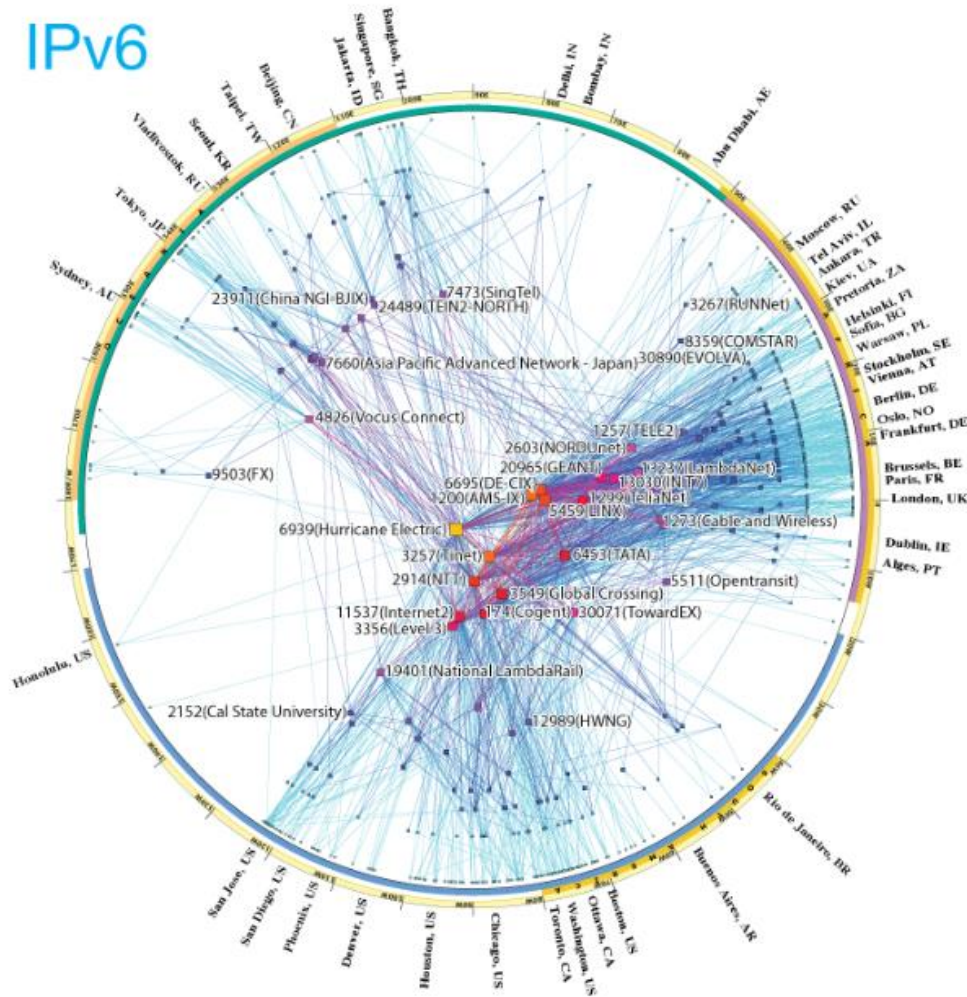 IPv6
Bangkok, TH
Singapore, SG
Jakarta, ID
Beijing, CN
Taipei, TW
Seoul, KR
Vladivostok, RU
Tokyo, JP
Sydney, AU
Delhi, IN
Bombay, IN
Abu Dhabi, AE
Moscow, RU
Tel Aviv, IL
Ankara, TR
Kiev, UA
Pretoria, ZA
Helsinki, FI
Sofia, BG
Warsaw, PL
Stockholm, SE
Vienna, AT
Berlin, DE
Oslo, NO
Frankfurt, DE
Brussels, BE
Paris, FR
London, UK
Dublin, IE
Alges, PT
7473(SingTel)
23911(China NGI-BJIX)
24489(TEIN2-NORTH)
3267(RUNNet)
8359(COMSTAR)
30890(EVOLVA)
7660(Asia Pacific Advanced Network - Japan)
4826(Vocus Connect)
1257(TELE2)
2603(NORDUnet)
20965(GEANT)
13237(LambdaNet)
9503(FX)
6695(DE-CIX)
13030(INIT7)
1200(AMS-IX)
1299(TeliaNet)
5459(LINX)
1273(Cable and Wireless)
6939(Hurricane Electric)
3257(Tinet)
6453(TATA)
2914(NTT)
5511(Opentransit)
3549(Global Crossing)
11537(Internet2)
174(Cogent)
30071(TowardEX)
3356(Level 3)
19401(National LambdaRail)
2152(Cal State University)
12989(HWNG)
Honolulu, US
San Jose, US
San Diego, US
Phoenix, US
Denver, US
Houston, US
Chicago, US
Toronto, CA
Washington, US
Ottawa, CA
Boston, US
Buenos Aires, AR
Rio de Janeiro, BR